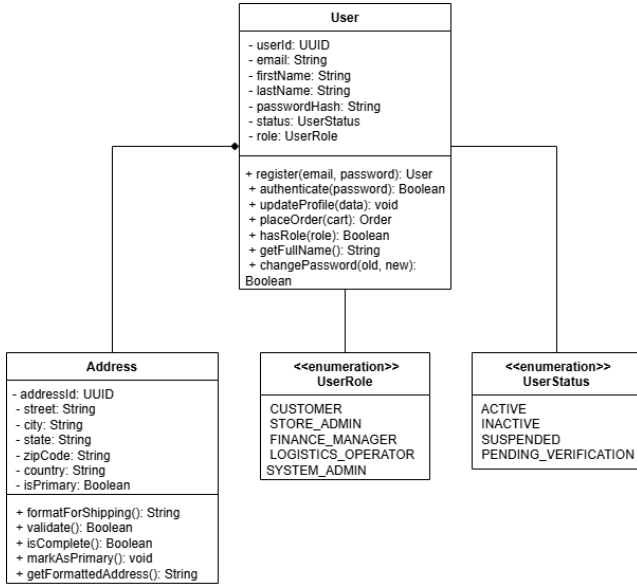 User
- userId: UUID
- email: String
- firstName: String
- lastName: String
- passwordHash: String
- status: UserStatus
- role: UserRole
+ register(email, password): User
+ authenticate(password): Boolean
+ updateProfile(data): void
+ placeOrder(cart): Order
+ hasRole(role): Boolean
+ getFullName(): String
+ changePassword(old, new):
Boolean
Address
- addressId: UUID
- street: String
- city: String
- state: String
- zipCode: String
- country: String
- isPrimary: Boolean
+ formatForShipping(): String
+ validate(): Boolean
+ isComplete(): Boolean
+ markAsPrimary(): void
+ getFormattedAddress(): String
<<enumeration>>
UserRole
CUSTOMER
STORE_ADMIN
FINANCE_MANAGER
LOGISTICS_OPERATOR
SYSTEM_ADMIN
<<enumeration>>
UserStatus
ACTIVE
INACTIVE
SUSPENDED
PENDING_VERIFICATION